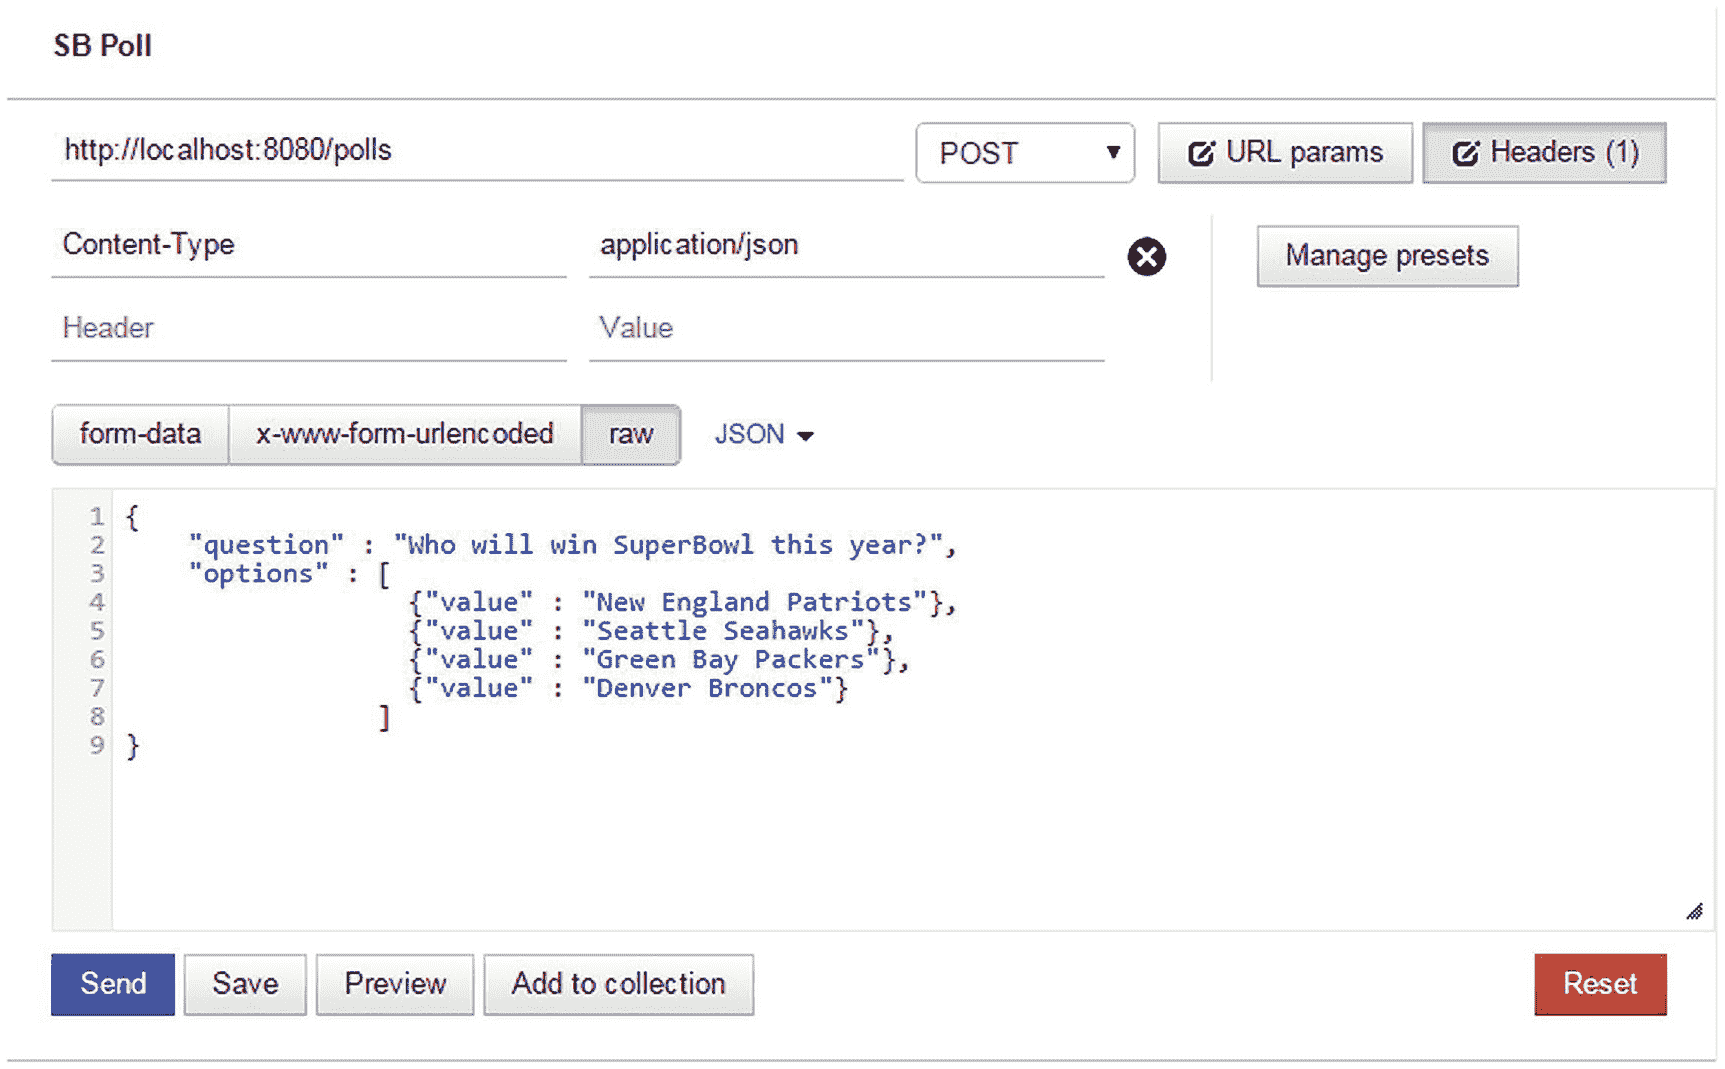 SB Poll
http://localhost:8080/polls POST URL params Headers (1)
Content-Type application/json Manage presets
Header Value
form-data x-www-form-urlencoded raw JSON
1 {
2 "question" : "Who will win SuperBowl this year?",
3 "options" : [
4 {"value" : "New England Patriots"},
5 {"value" : "Seattle Seahawks"},
6 {"value" : "Green Bay Packers"},
7 {"value" : "Denver Broncos"}
8 ]
9 }
Send Save Preview Add to collection Reset